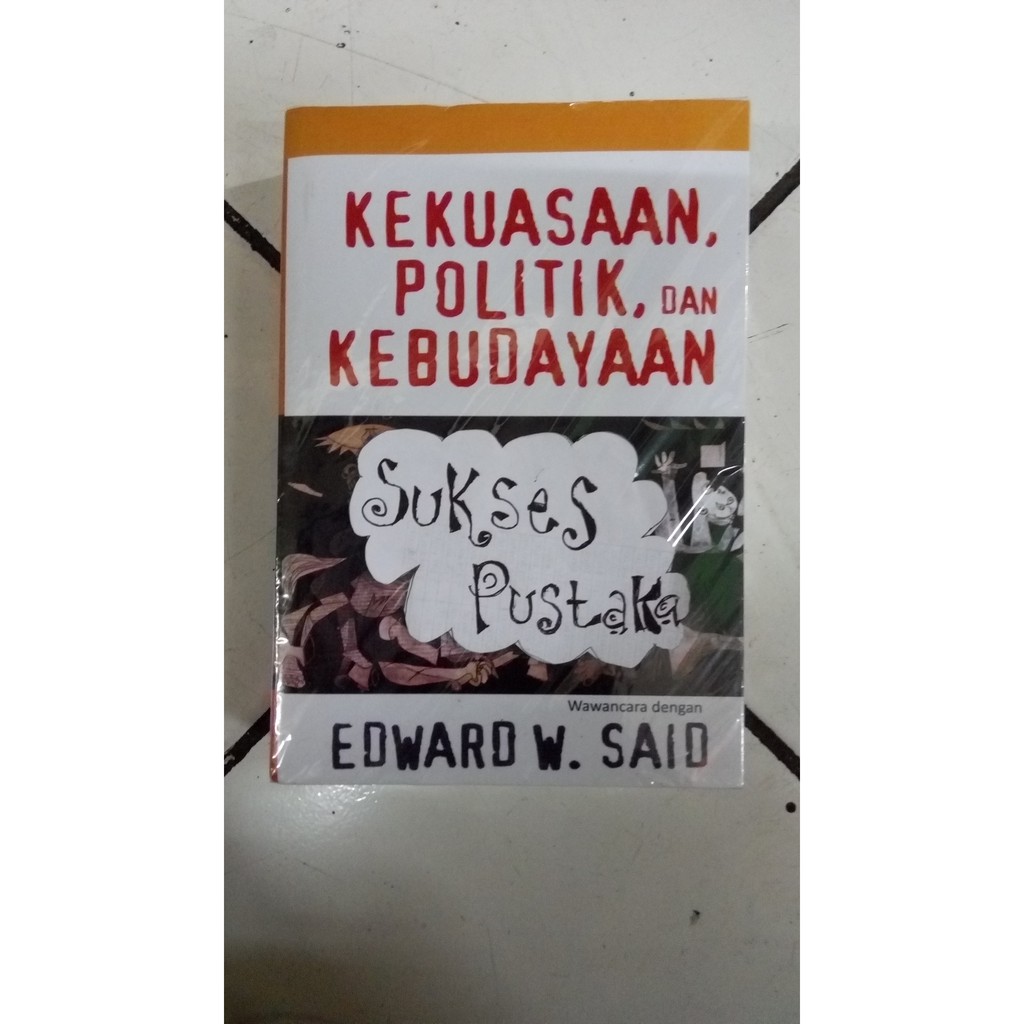 KEKUASAAN,
POLITIK, DAN
KEBUDAYAAN
Sukses
Pustaka
Wawancara dengan
EDWARD W. SAID